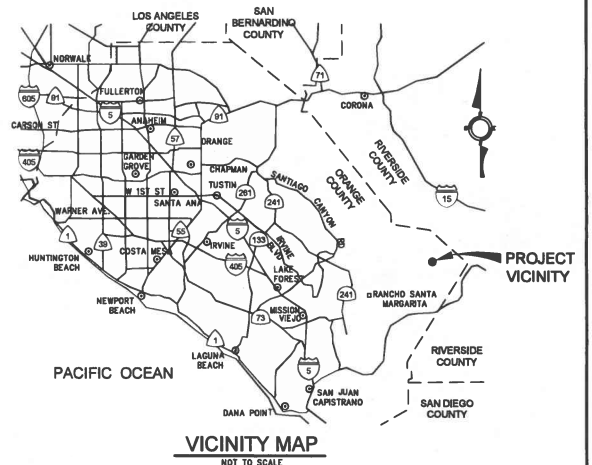 LOS ANGELES
COUNTY
SAN
BERNARDINO
COUNTY
NORWALK
71
605
91
FULLERTON
CORONA
5
91
CARSON ST
ANAHEIM
57
ORANGE
405
GARDEN
GROVE
CHAPMAN
RIVERSIDE
COUNTY
ORANGE
COUNTY
SANTIAGO
CANYON
W 1ST ST
TUSTIN
SANTA ANA
261
241
15
WARNER AVE.
1
39
55
5
133
IRVINE
BLVD
IRVINE
COSTA MESA
HUNTINGTON
BEACH
405
LAKE
FOREST
PROJECT
VICINITY
241
RANCHO SANTA
MARGARITA
NEWPORT
BEACH
73
MISSION
VIEJO
1
LAGUNA
BEACH
RIVERSIDE
COUNTY
PACIFIC OCEAN
5
SAN JUAN
CAPISTRANO
SAN DIEGO
COUNTY
DANA POINT
VICINITY MAP
NOT TO SCALE